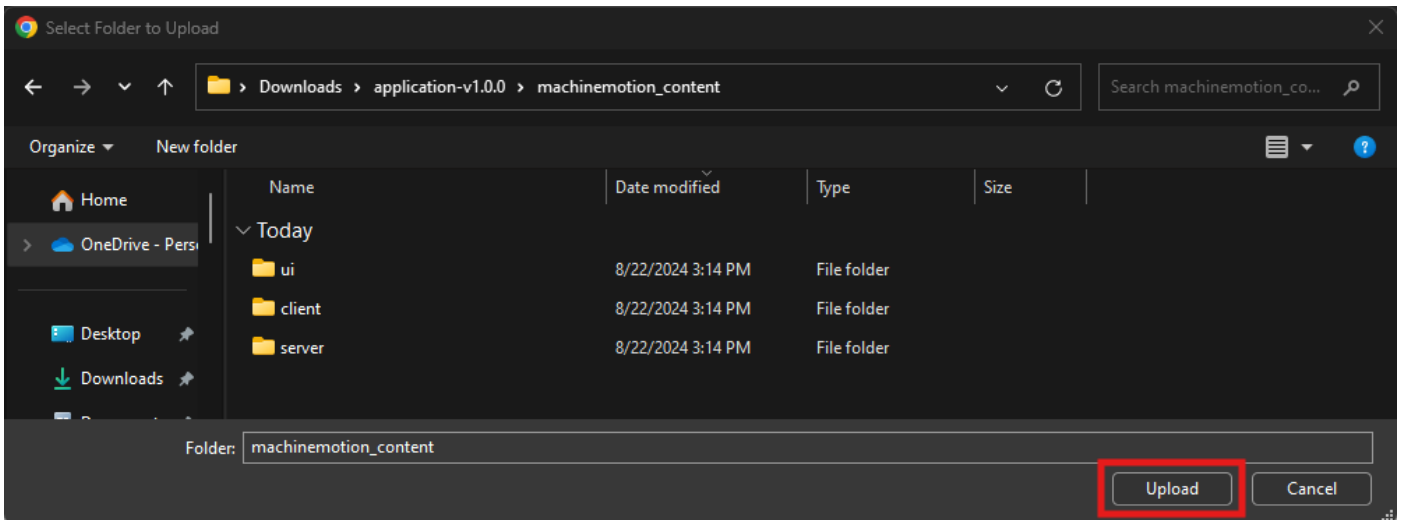 Select Folder to Upload
Downloads > application-v1.0.0 > machinemotion_content
Search machinemotion_co...
Organize New folder
Name Date modified Type Size
Home
OneDrive - Pers
Today
ui 8/22/2024 3:14 PM File folder
client 8/22/2024 3:14 PM File folder
server 8/22/2024 3:14 PM File folder
Desktop
Downloads
Folder: machinemotion_content
Upload Cancel